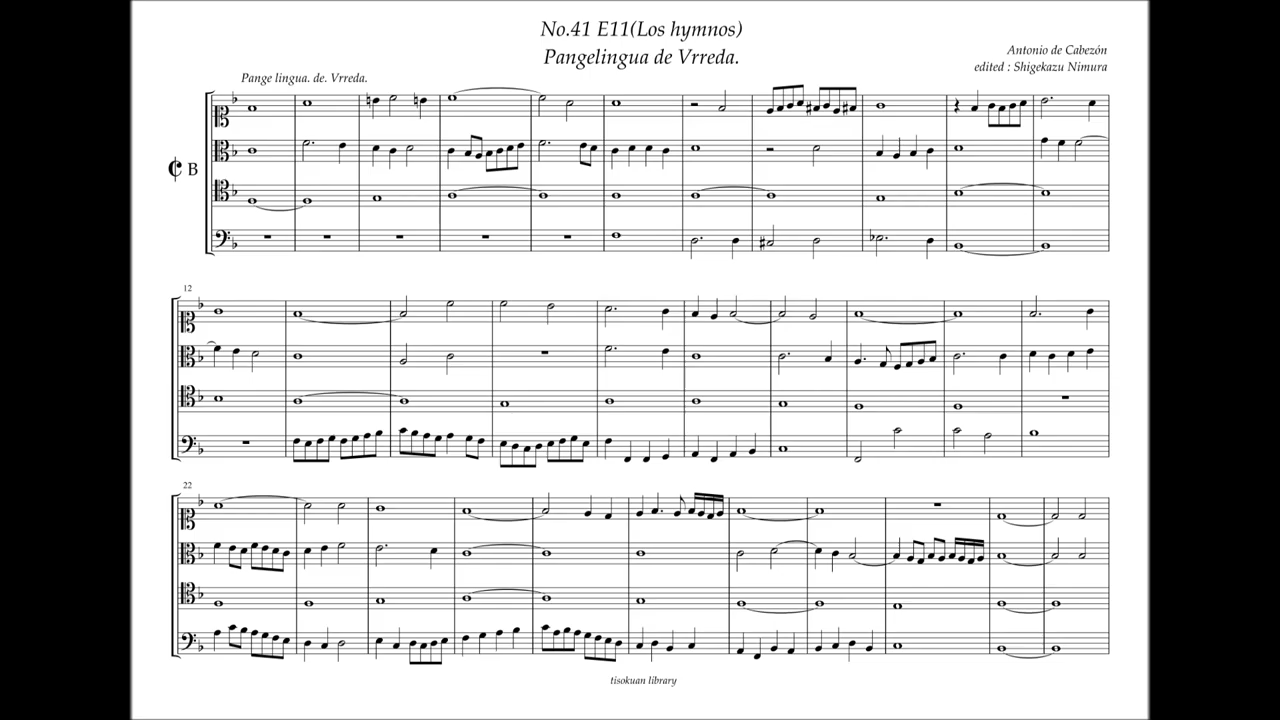 No.41 E11(Los hymnos)
Pangelingua de Vrreda.
Antonio de Cabezón
edited : Shigekazu Nimura
Pange lingua. de. Vrreda.
B
12
22
tisokuan library